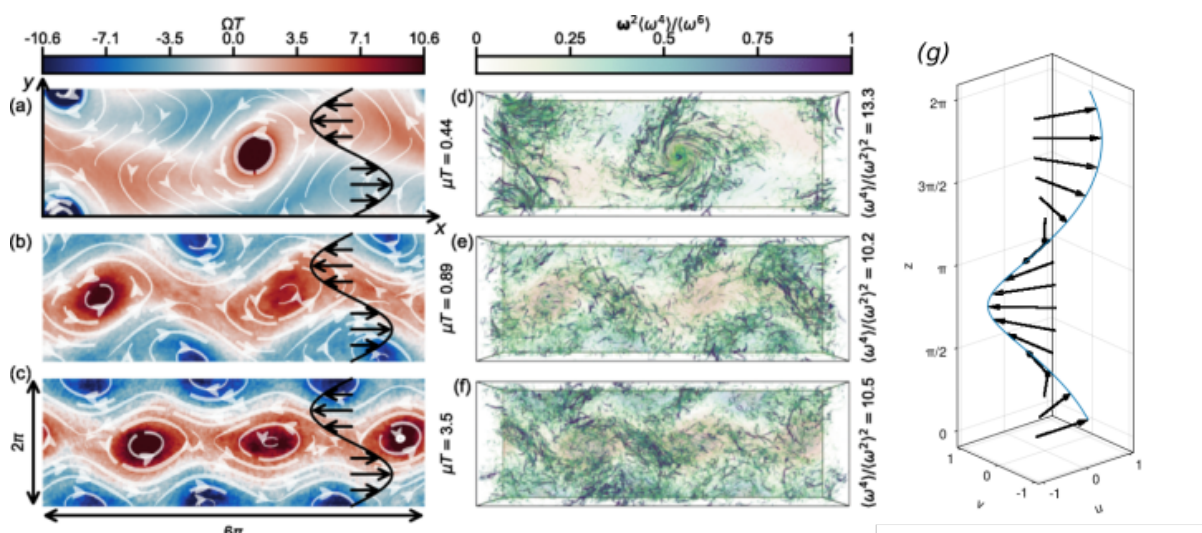 ΩT
-10.6 -7.1 -3.5 0.0 3.5 7.1 10.6
ω²⟨ω⁴⟩/⟨ω⁶⟩
0 0.25 0.5 0.75 1
y
(a)
x
μT = 0.44
(d)
⟨ω⁴⟩/⟨ω²⟩² = 13.3
(b)
μT = 0.89
(e)
⟨ω⁴⟩/⟨ω²⟩² = 10.2
(c)
2π
μT = 3.5
(f)
⟨ω⁴⟩/⟨ω²⟩² = 10.5
6π
(g)
2π
3π/2
z
π
π/2
0
1 0 -1
v
-1 0 1
u